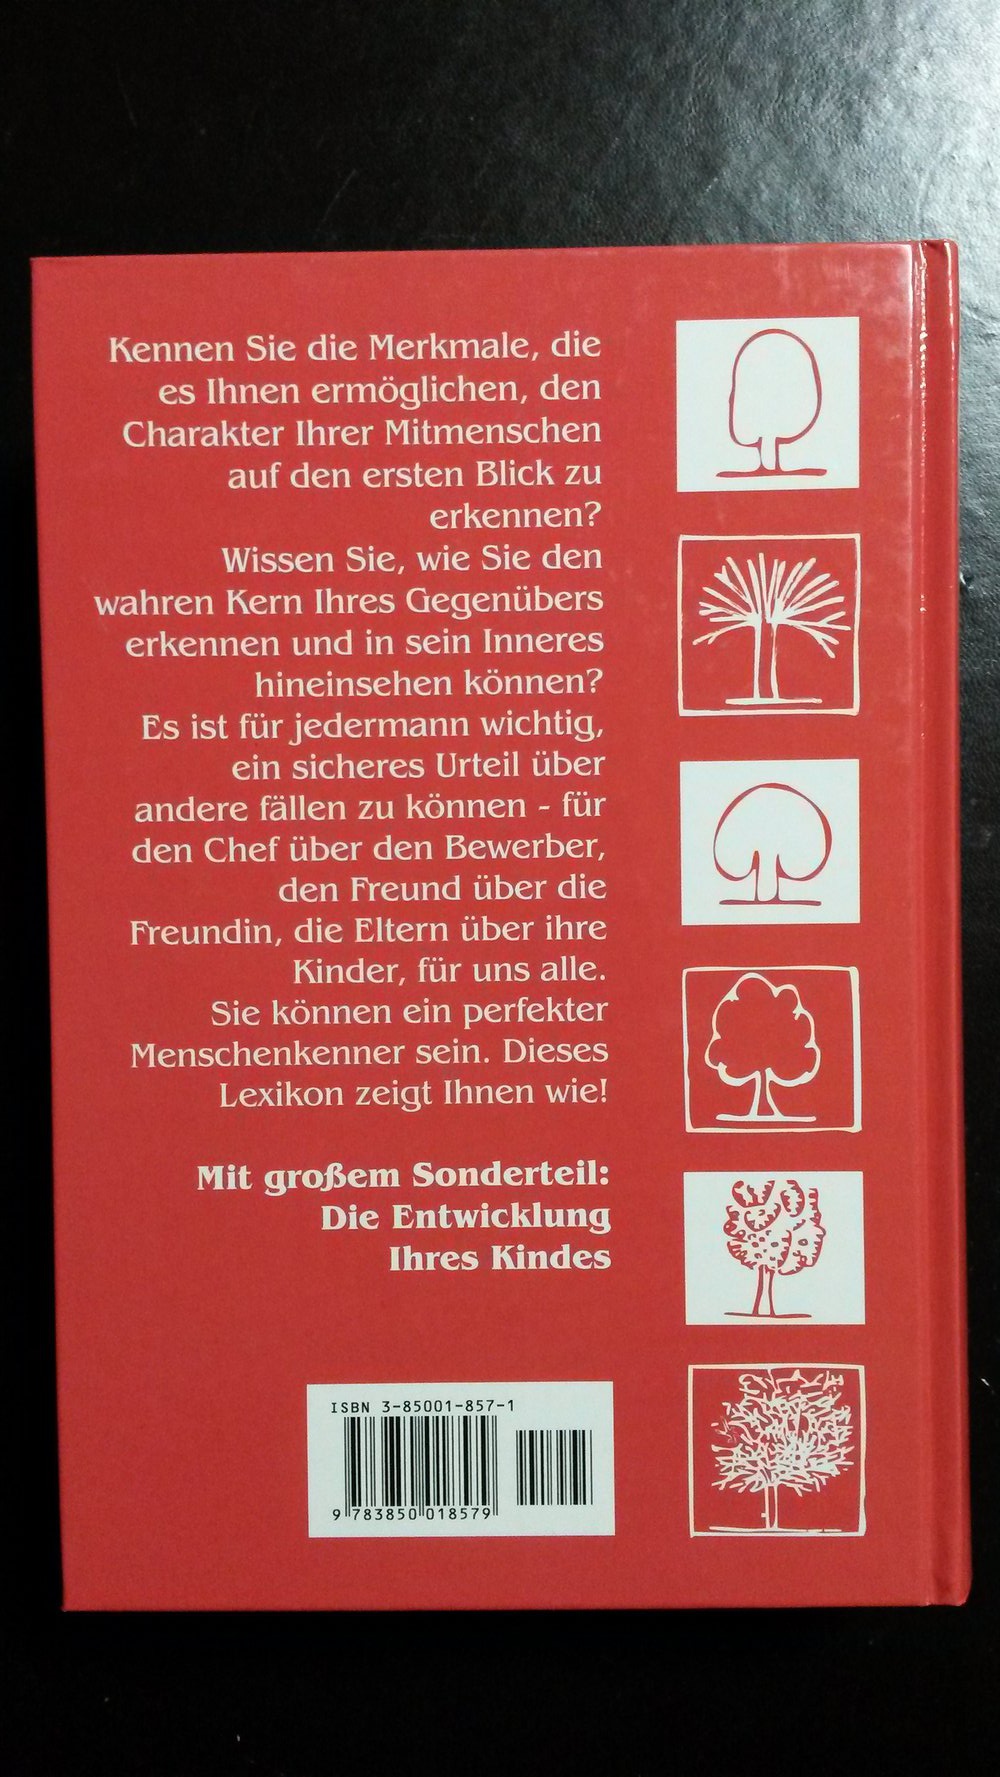 Kennen Sie die Merkmale, die
es Ihnen ermöglichen, den
Charakter Ihrer Mitmenschen
auf den ersten Blick zu
erkennen?
Wissen Sie, wie Sie den
wahren Kern Ihres Gegenübers
erkennen und in sein Inneres
hineinsehen können?
Es ist für jedermann wichtig,
ein sicheres Urteil über
andere fällen zu können - für
den Chef über den Bewerber,
den Freund über die
Freundin, die Eltern über ihre
Kinder, für uns alle.
Sie können ein perfekter
Menschenkenner sein. Dieses
Lexikon zeigt Ihnen wie!
Mit großem Sonderteil:
Die Entwicklung
Ihres Kindes
ISBN 3-85001-857-1
9 783850 018579